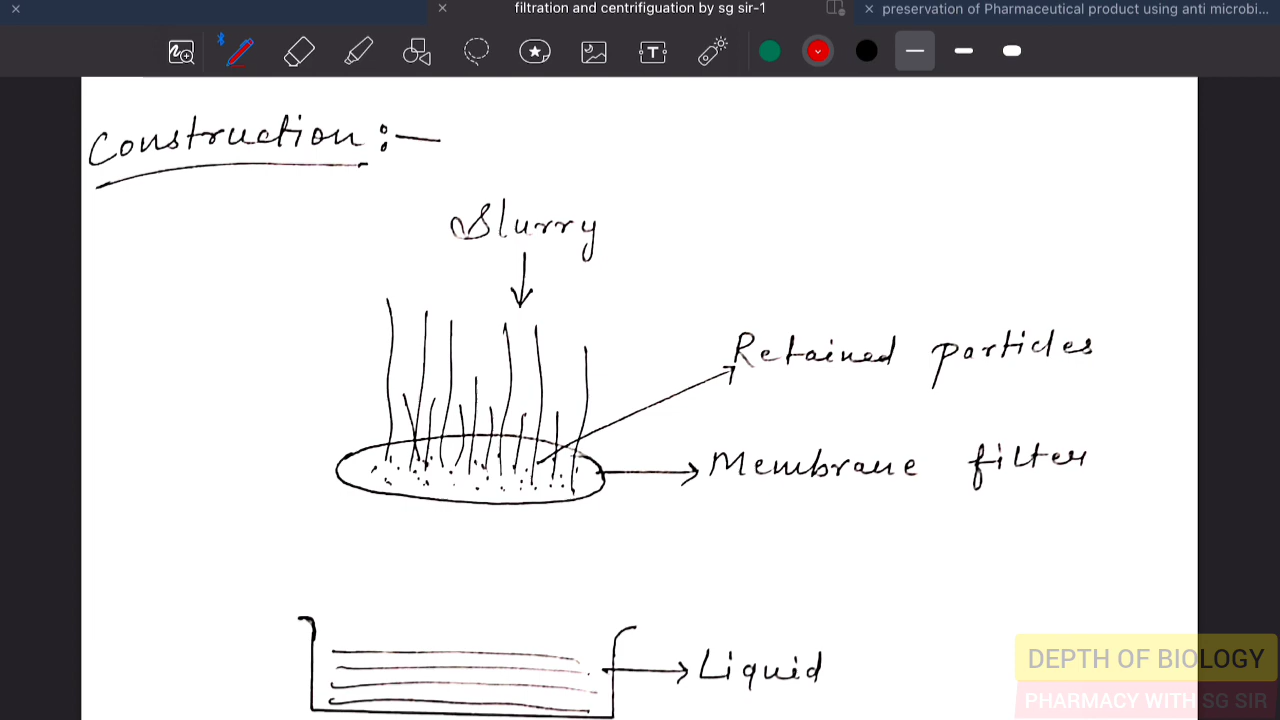 filtration and centrifiguation by sg sir-1
preservation of Pharmaceutical product using anti microbi...
Construction :—
Slurry
Retained particles
Membrane filter
Liquid
DEPTH OF BIOLOGY
PHARMACY WITH SG SIR